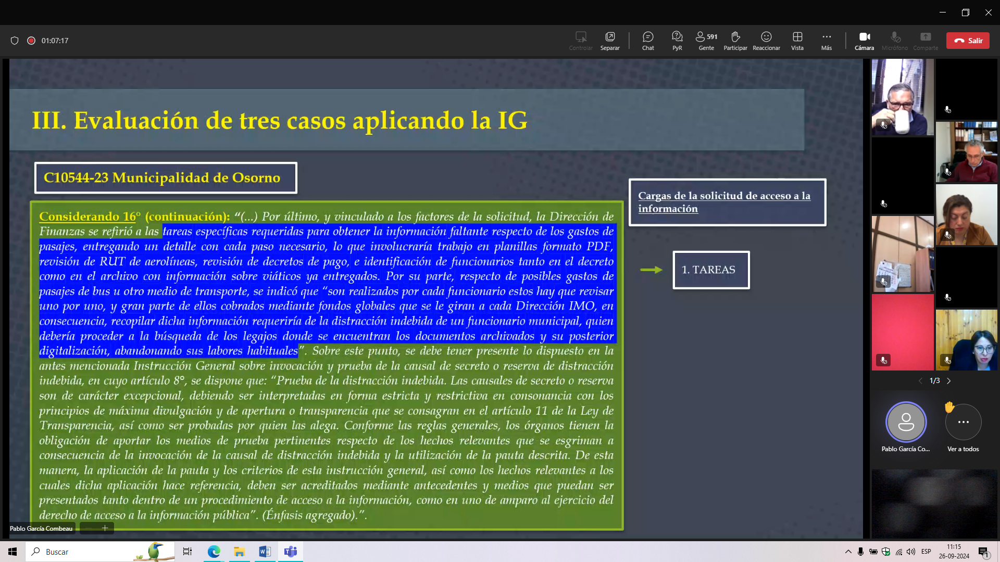 01:07:17
Controlar
Separar
Chat
PyR
591
Gente
Participar
Reaccionar
Vista
Más
Cámara
Micrófono
Comparte
Salir
III. Evaluación de tres casos aplicando la IG
C10544-23 Municipalidad de Osorno
Considerando 16º (continuación): “(...) Por último, y vinculado a los factores de la solicitud, la Dirección de
Finanzas se refirió a las tareas específicas requeridas para obtener la información faltante respecto de los gastos de
pasajes, entregando un detalle con cada paso necesario, lo que involucraría trabajo en planillas formato PDF,
revisión de RUT de aerolíneas, revisión de decretos de pago, e identificación de funcionarios tanto en el decreto
como en el archivo con información sobre viáticos ya entregados. Por su parte, respecto de posibles gastos de
pasajes de bus u otro medio de transporte, se indicó que “son realizados por cada funcionario estos hay que revisar
uno por uno, y gran parte de ellos cobrados mediante fondos globales que se le giran a cada Dirección IMO, en
consecuencia, recopilar dicha información requeriría de la distracción indebida de un funcionario municipal, quien
debería proceder a la búsqueda de los legajos donde se encuentran los documentos archivados y su posterior
digitalización, abandonando sus labores habituales”. Sobre este punto, se debe tener presente lo dispuesto en la
antes mencionada Instrucción General sobre invocación y prueba de la causal de secreto o reserva de distracción
indebida, en cuyo artículo 8°, se dispone que: “Prueba de la distracción indebida. Las causales de secreto o reserva
son de carácter excepcional, debiendo ser interpretadas en forma estricta y restrictiva en consonancia con los
principios de máxima divulgación y de apertura o transparencia que se consagran en el artículo 11 de la Ley de
Transparencia, así como ser probadas por quien las alega. Conforme las reglas generales, los órganos tienen la
obligación de aportar los medios de prueba pertinentes respecto de los hechos relevantes que se esgriman a
consecuencia de la invocación de la causal de distracción indebida y la utilización de la pauta descrita. De esta
manera, la aplicación de la pauta y los criterios de esta instrucción general, así como los hechos relevantes a los
cuales dicha aplicación hace referencia, deben ser acreditados mediante antecedentes y medios que puedan ser
presentados tanto dentro de un procedimiento de acceso a la información, como en uno de amparo al ejercicio del
derecho de acceso a la información pública”. (Énfasis agregado).”.
Cargas de la solicitud de acceso a la
información
1. TAREAS
1/3
Pablo García Co...
Ver a todos
Pablo García Combeau
Buscar
ESP
11:15
26-09-2024
1